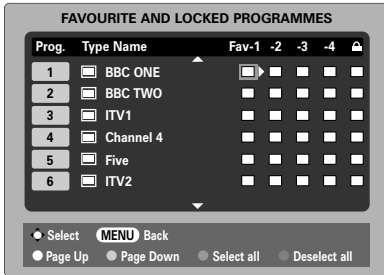 FAVOURITE AND LOCKED PROGRAMMES
Prog. Type Name Fav-1 -2 -3 -4
1 BBC ONE
2 BBC TWO
3 ITV1
4 Channel 4
5 Five
6 ITV2
Select MENU Back
Page Up Page Down Select all Deselect all